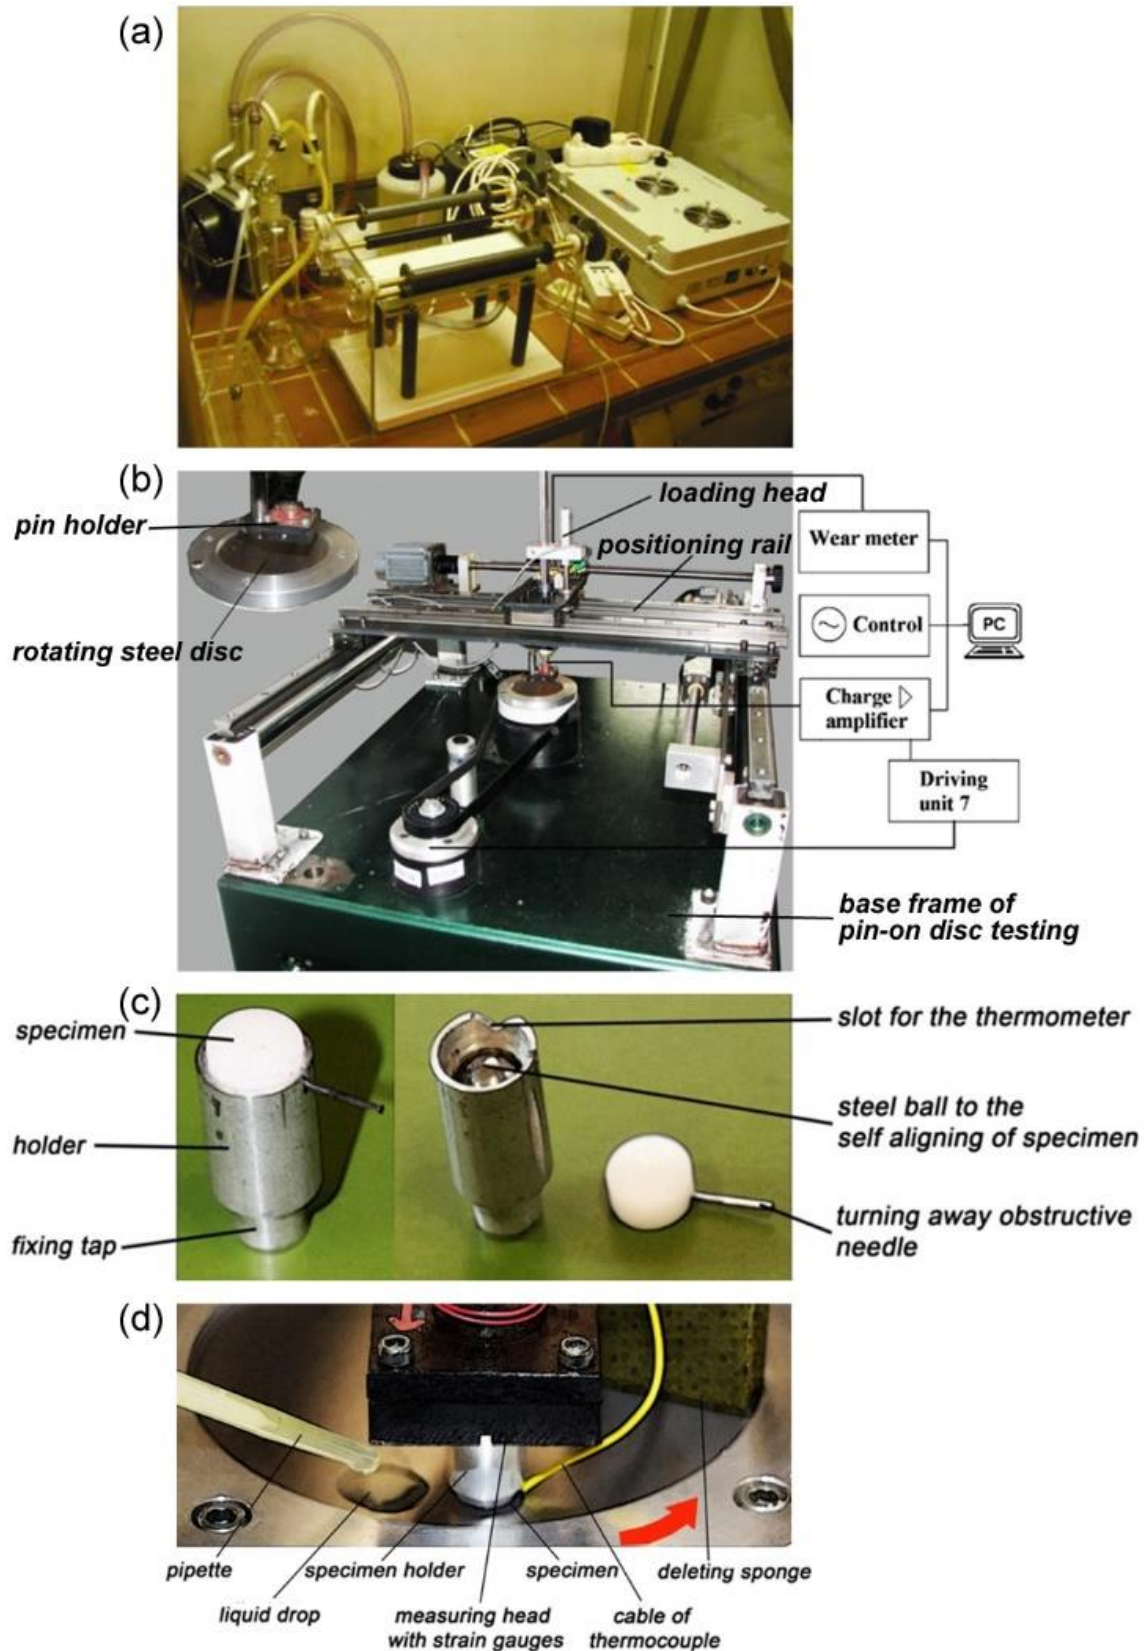 (a)
(b)
pin holder
rotating steel disc
loading head
positioning rail
Wear meter
Control
PC
Charge
amplifier
Driving
unit 7
base frame of
pin-on disc testing
(c)
specimen
holder
fixing tap
slot for the thermometer
steel ball to the
self aligning of specimen
turning away obstructive
needle
(d)
pipette
liquid drop
specimen holder
measuring head
with strain gauges
specimen
cable of
thermocouple
deleting sponge